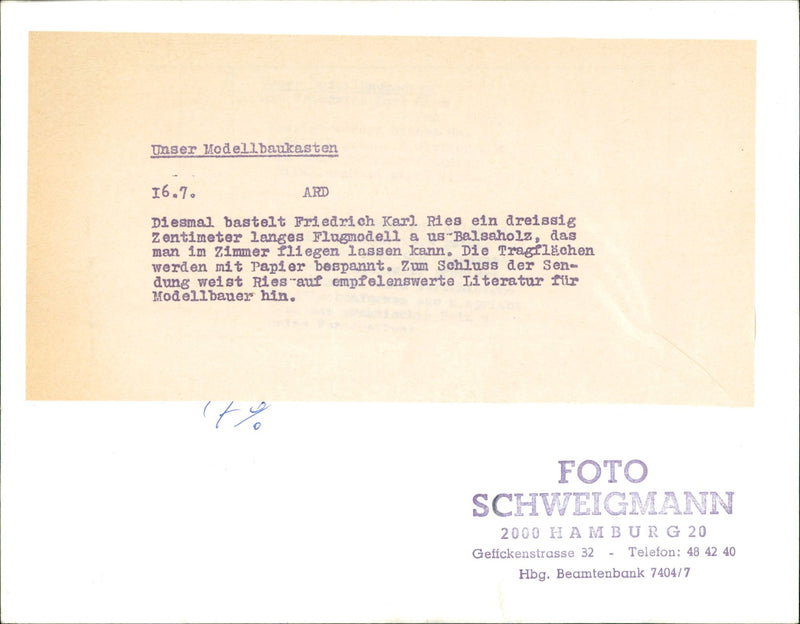 Unser Modellbaukasten
16.7. ARD
Diesmal bastelt Friedrich Karl Ries ein dreissig
Zentimeter langes Flugmodell a us Balsaholz, das
man im Zimmer fliegen lassen kann. Die Tragflächen
werden mit Papier bespannt. Zum Schluss der Sen-
dung weist Ries auf empfelenswerte Literatur für
Modellbauer hin.
FOTO
SCHWEIGMANN
2000 HAMBURG 20
Geffckenstrasse 32 - Telefon: 48 42 40
Hbg. Beamtenbank 7404/7